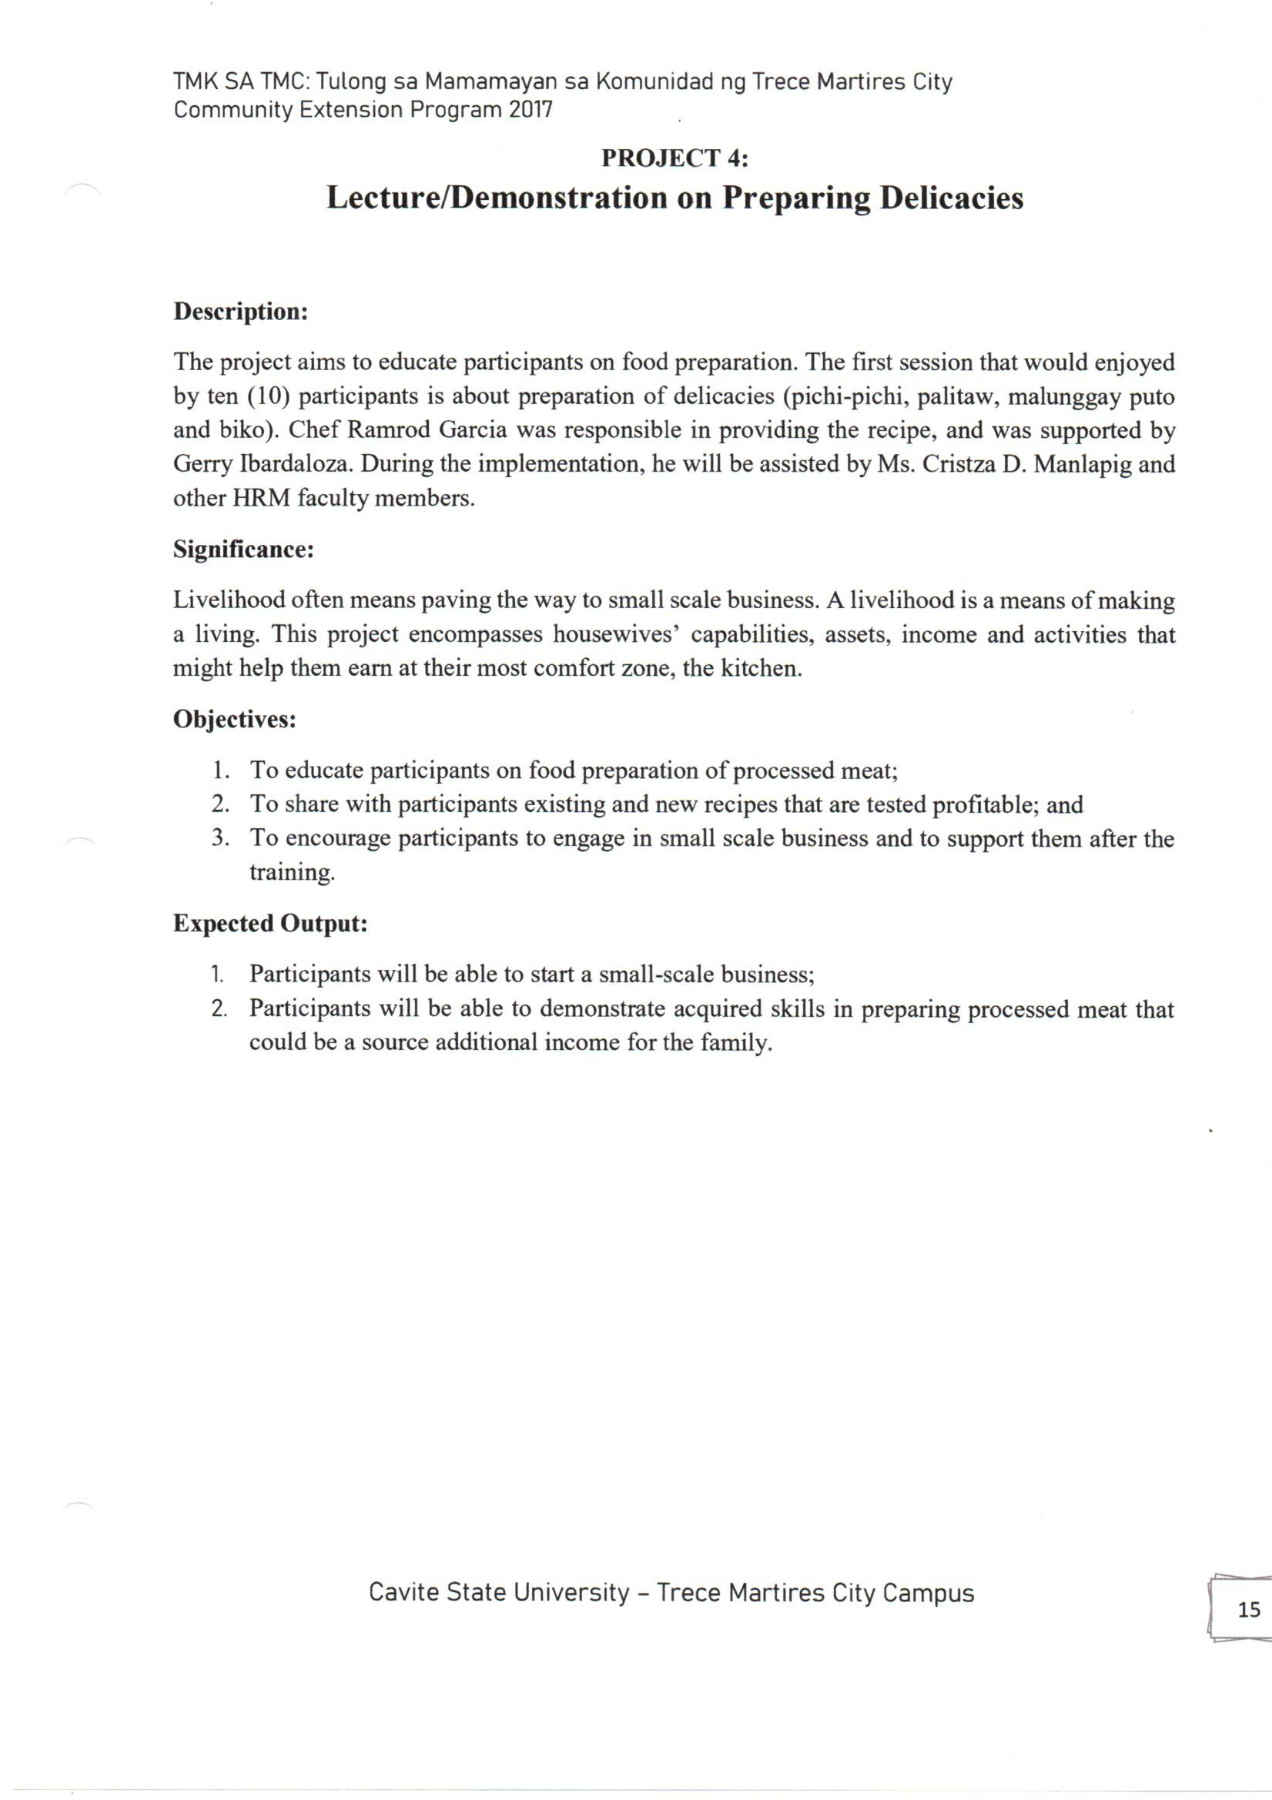 TMK SA TMC: Tulong sa Mamamayan sa Komunidad ng Trece Martires City
Community Extension Program 2017
PROJECT 4:
Lecture/Demonstration on Preparing Delicacies
Description:
The project aims to educate participants on food preparation. The first session that would enjoyed
by ten (10) participants is about preparation of delicacies (pichi-pichi, palitaw, malunggay puto
and biko). Chef Ramrod Garcia was responsible in providing the recipe, and was supported by
Gerry Ibardaloza. During the implementation, he will be assisted by Ms. Cristza D. Manlapig and
other HRM faculty members.
Significance:
Livelihood often means paving the way to small scale business. A livelihood is a means of making
a living. This project encompasses housewives’ capabilities, assets, income and activities that
might help them earn at their most comfort zone, the kitchen.
Objectives:
1. To educate participants on food preparation of processed meat;
2. To share with participants existing and new recipes that are tested profitable; and
3. To encourage participants to engage in small scale business and to support them after the
training.
Expected Output:
1. Participants will be able to start a small-scale business;
2. Participants will be able to demonstrate acquired skills in preparing processed meat that
could be a source additional income for the family.
Cavite State University – Trece Martires City Campus
15